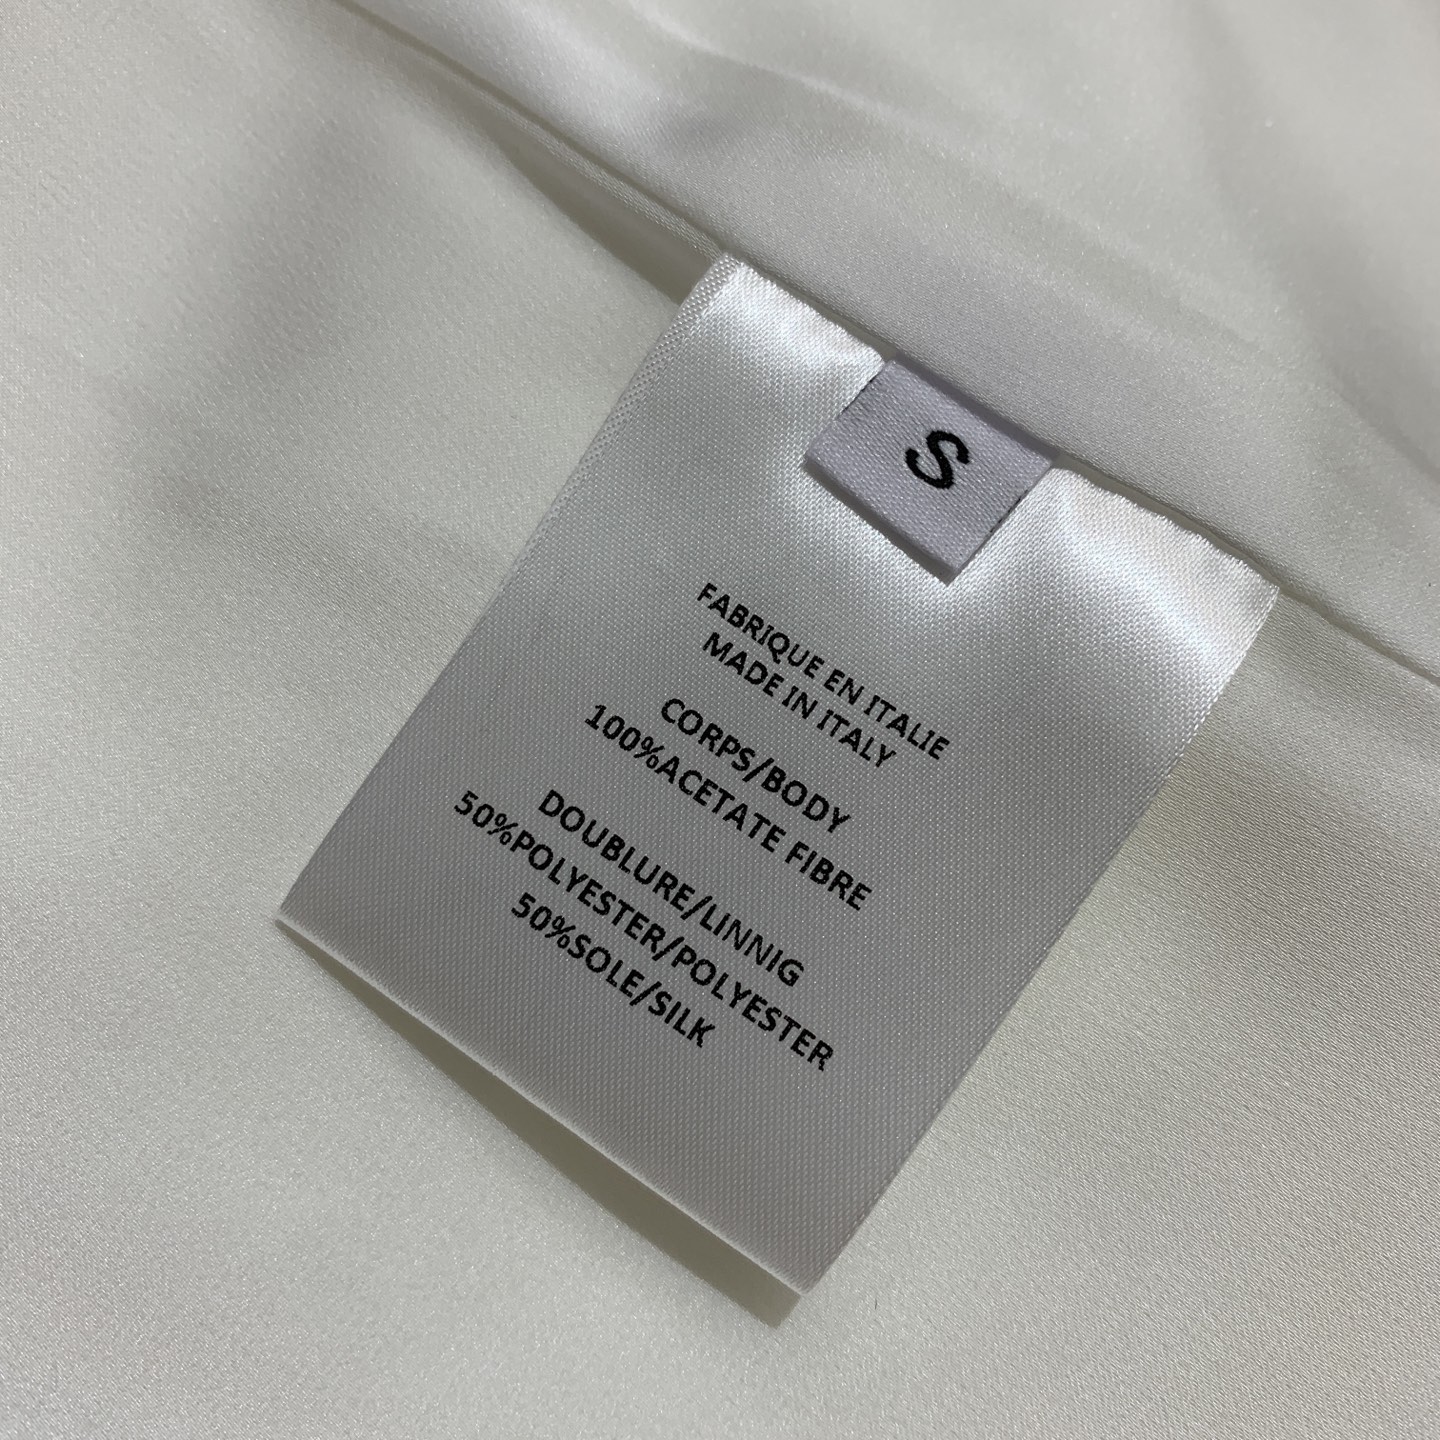 S
FABRIQUE EN ITALIE
MADE IN ITALY
CORPS/BODY
100%ACETATE FIBRE
DOUBLURE/LINNIG
50%POLYESTER/POLYESTER
50%SOLE/SILK